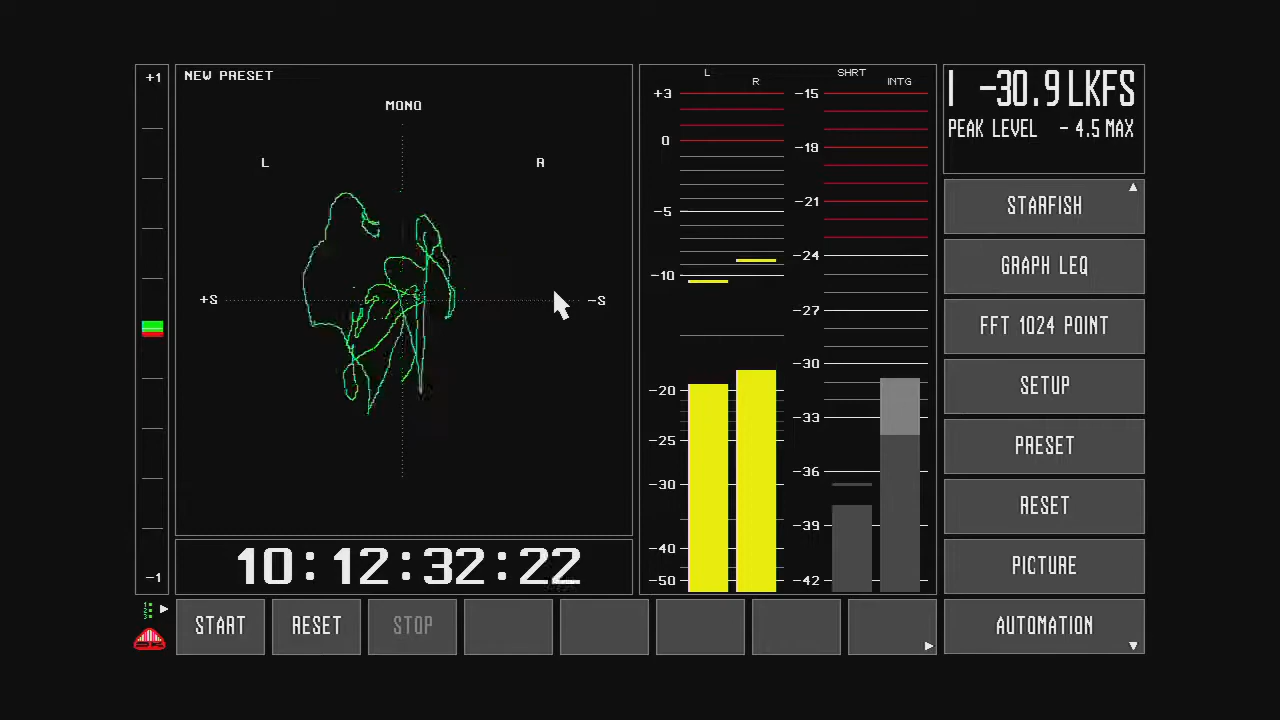 +1
-1
NEW PRESET
MONO
L
R
+S
-S
10:12:32:22
L
R
+3
0
-5
-10
-20
-25
-30
-40
-50
SHRT
INTG
-15
-18
-21
-24
-27
-30
-33
-36
-39
-42
I -30.9 LKFS
PEAK LEVEL - 4.5 MAX
STARFISH
GRAPH LEQ
FFT 1024 POINT
SETUP
PRESET
RESET
PICTURE
AUTOMATION
START
RESET
STOP